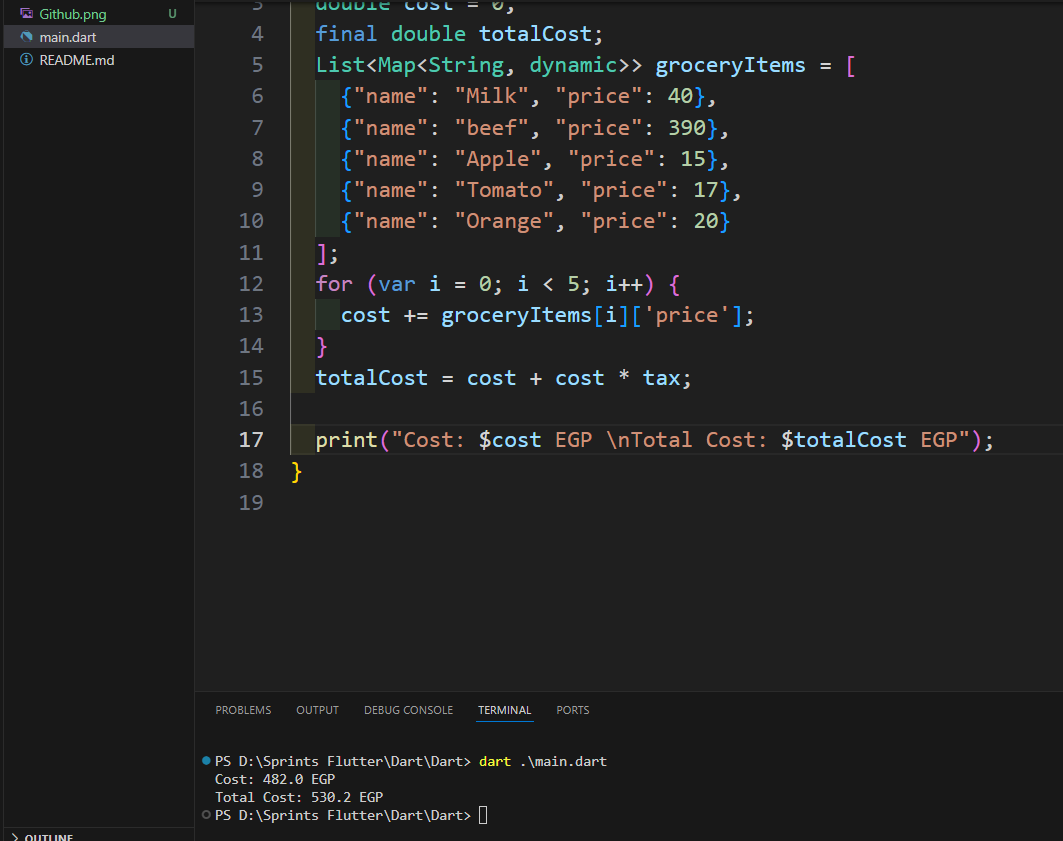 Github.png U
main.dart
README.md
3 double cost = 0;
4 final double totalCost;
5 List<Map<String, dynamic>> groceryItems = [
6 {"name": "Milk", "price": 40},
7 {"name": "beef", "price": 390},
8 {"name": "Apple", "price": 15},
9 {"name": "Tomato", "price": 17},
10 {"name": "Orange", "price": 20}
11 ];
12 for (var i = 0; i < 5; i++) {
13 cost += groceryItems[i]['price'];
14 }
15 totalCost = cost + cost * tax;
16
17 print("Cost: $cost EGP \nTotal Cost: $totalCost EGP");
18 }
19
PROBLEMS OUTPUT DEBUG CONSOLE TERMINAL PORTS
PS D:\Sprints Flutter\Dart\Dart> dart .\main.dart
Cost: 482.0 EGP
Total Cost: 530.2 EGP
PS D:\Sprints Flutter\Dart\Dart>
OUTLINE